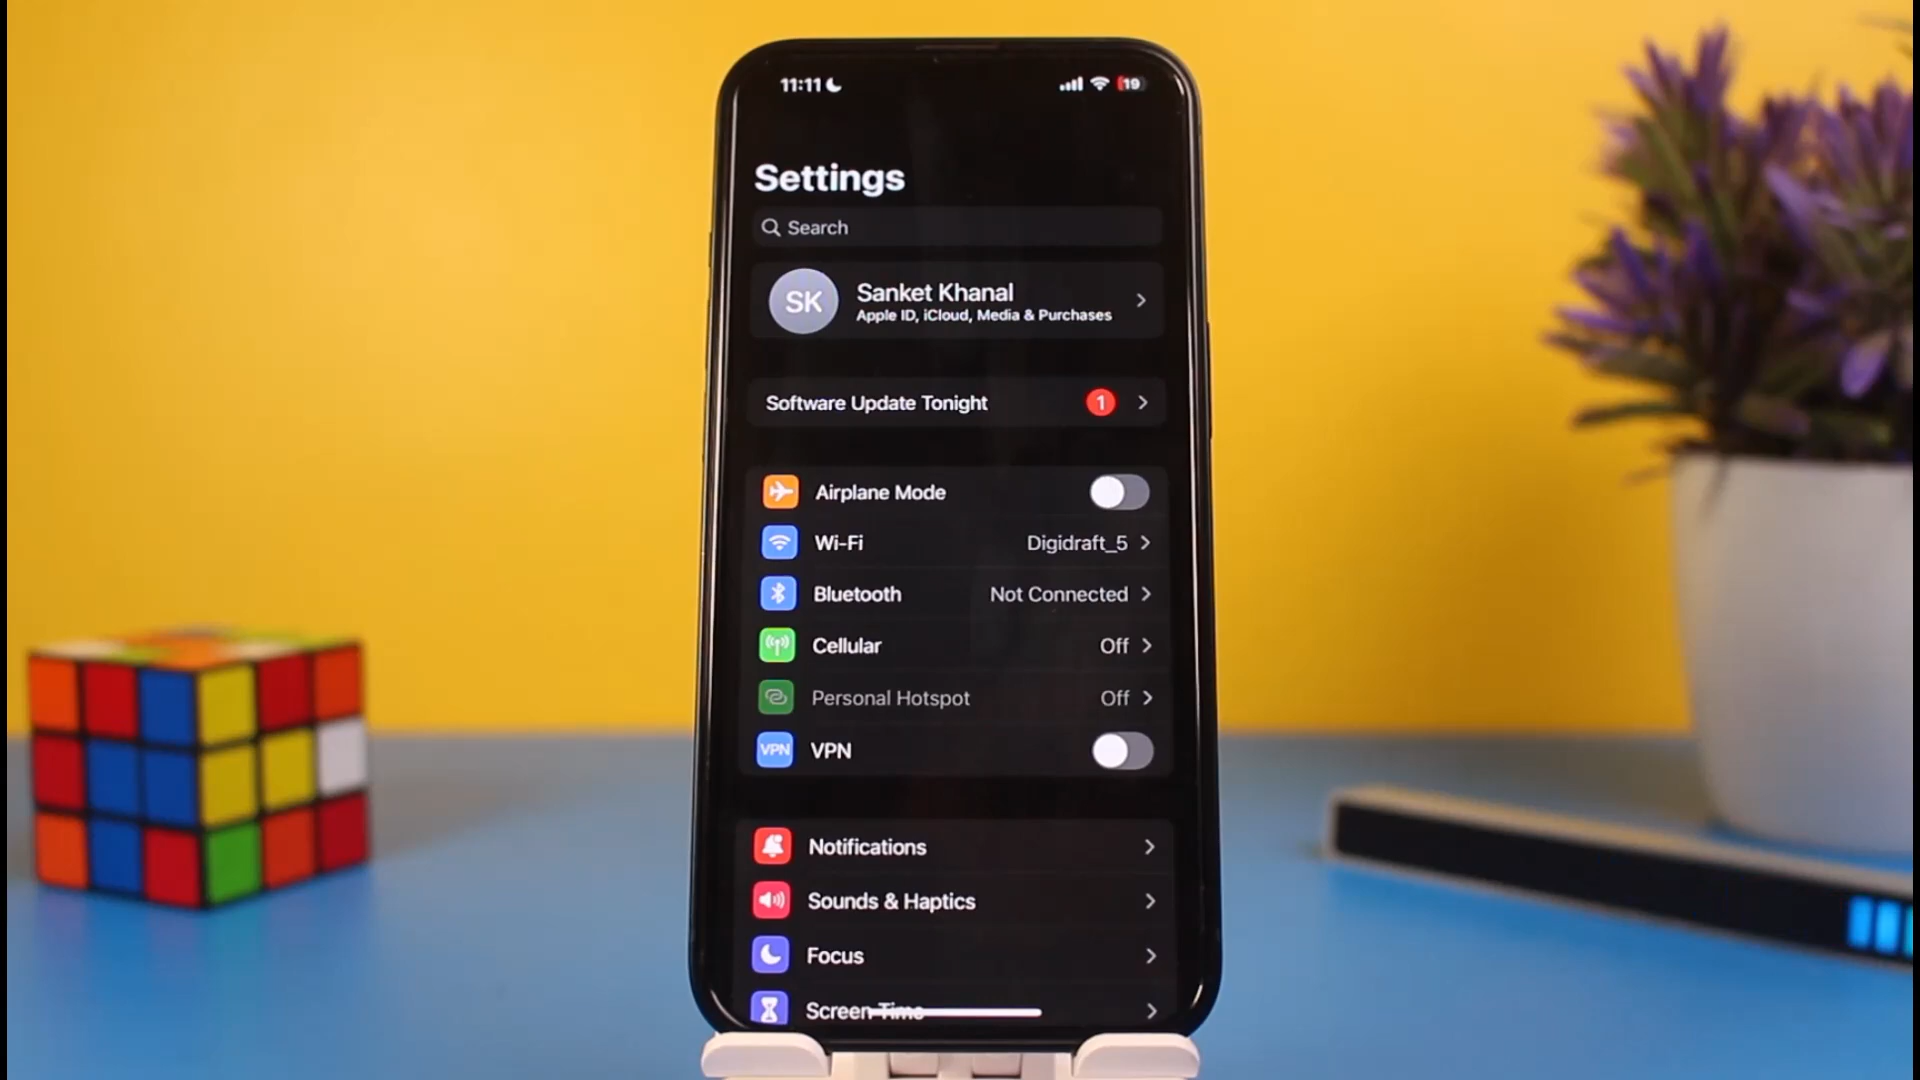 11:11 19
Settings
Search
SK
Sanket Khanal
Apple ID, iCloud, Media & Purchases
Software Update Tonight 1
Airplane Mode
Wi-Fi Digidraft_5
Bluetooth Not Connected
Cellular Off
Personal Hotspot Off
VPN VPN
Notifications
Sounds & Haptics
Focus
Screen Time